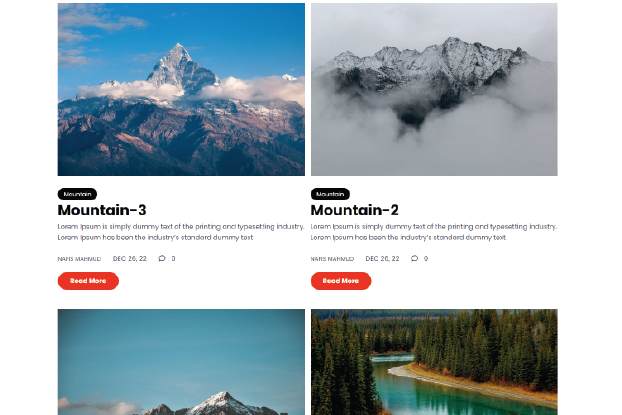 Mountain
Mountain-3
Lorem Ipsum is simply dummy text of the printing and typesetting industry.
Lorem Ipsum has been the industry's standard dummy text
NAFIS MAHMUD DEC 26, 22 0
Read More
Mountain
Mountain-2
Lorem Ipsum is simply dummy text of the printing and typesetting industry.
Lorem Ipsum has been the industry's standard dummy text
NAFIS MAHMUD DEC 26, 22 0
Read More